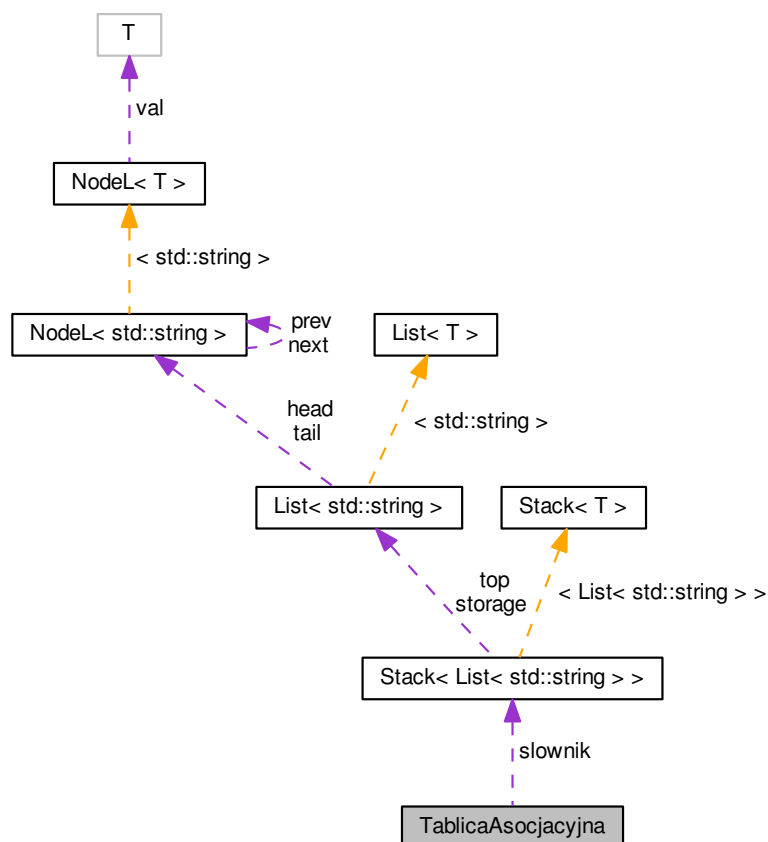 T
val
NodeL< T >
< std::string >
NodeL< std::string >
prev
next
List< T >
head
tail
< std::string >
List< std::string >
Stack< T >
top
storage
< List< std::string > >
Stack< List< std::string > >
slownik
TablicaAsocjacyjna